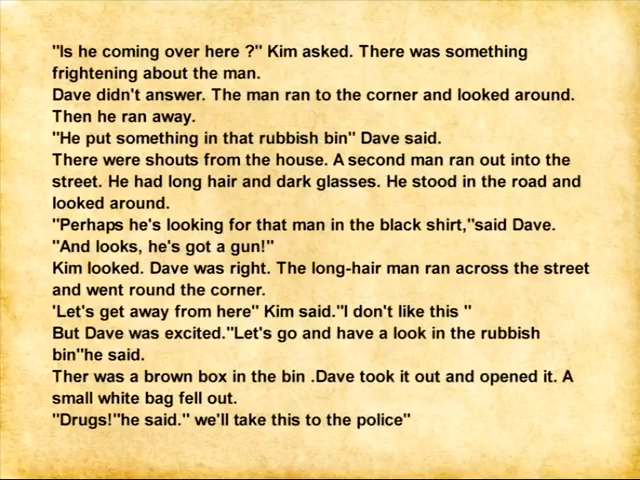 "Is he coming over here ?" Kim asked. There was something
frightening about the man.
Dave didn't answer. The man ran to the corner and looked around.
Then he ran away.
"He put something in that rubbish bin" Dave said.
There were shouts from the house. A second man ran out into the
street. He had long hair and dark glasses. He stood in the road and
looked around.
"Perhaps he's looking for that man in the black shirt,"said Dave.
"And looks, he's got a gun!"
Kim looked. Dave was right. The long-hair man ran across the street
and went round the corner.
'Let's get away from here" Kim said."I don't like this "
But Dave was excited."Let's go and have a look in the rubbish
bin"he said.
Ther was a brown box in the bin .Dave took it out and opened it. A
small white bag fell out.
"Drugs!"he said." we'll take this to the police"